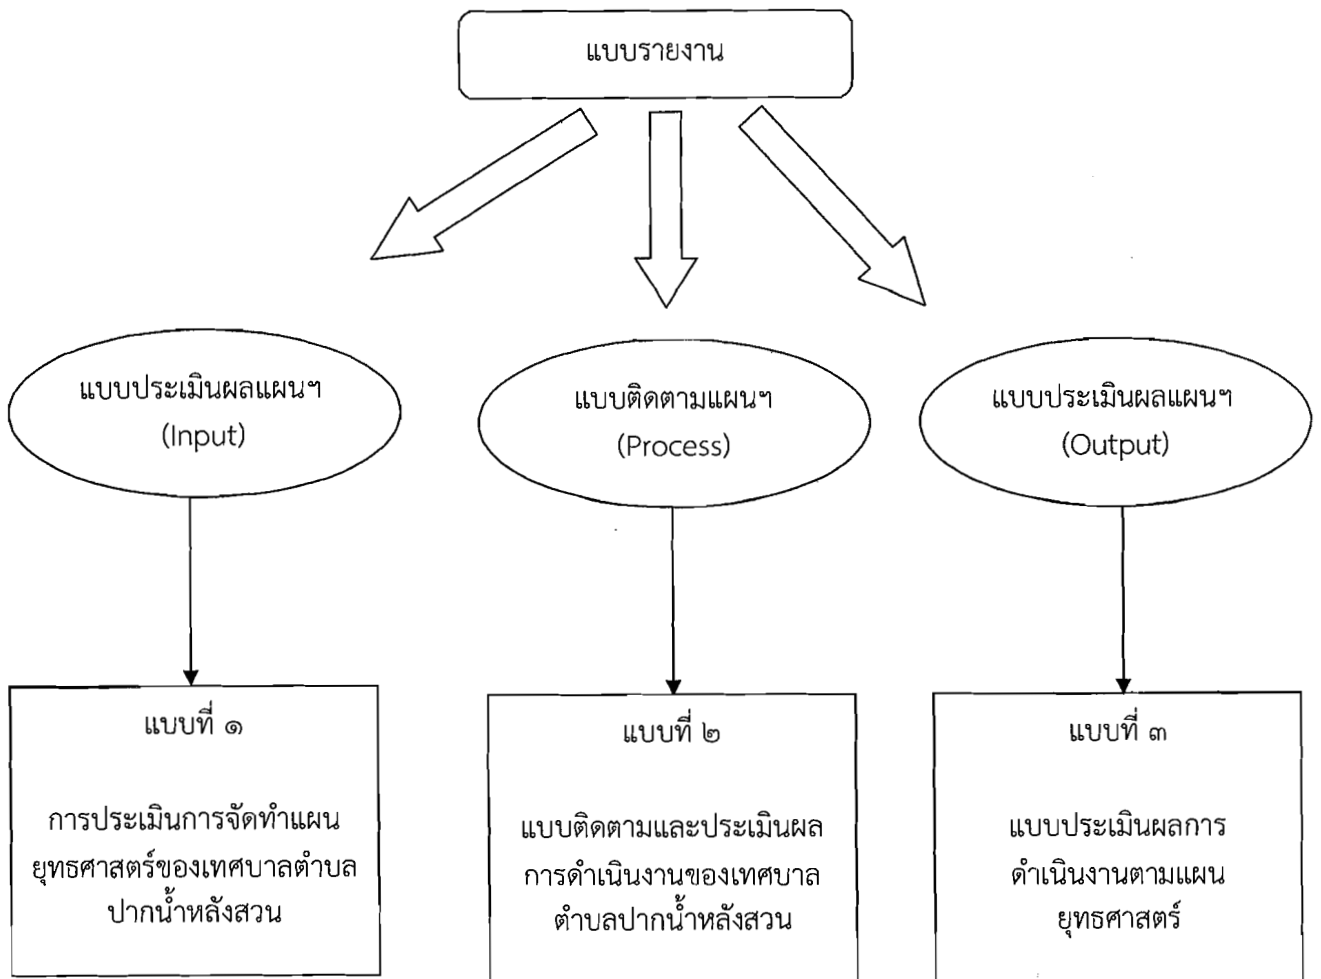 แบบรายงาน
แบบประเมินผลแผนฯ
(Input)
แบบติดตามแผนฯ
(Process)
แบบประเมินผลแผนฯ
(Output)
แบบที่ ๑
การประเมินการจัดทำแผน
ยุทธศาสตร์ของเทศบาลตำบล
ปากน้ำหลังสวน
แบบที่ ๒
แบบติดตามและประเมินผล
การดำเนินงานของเทศบาล
ตำบลปากน้ำหลังสวน
แบบที่ ๓
แบบประเมินผลการ
ดำเนินงานตามแผน
ยุทธศาสตร์